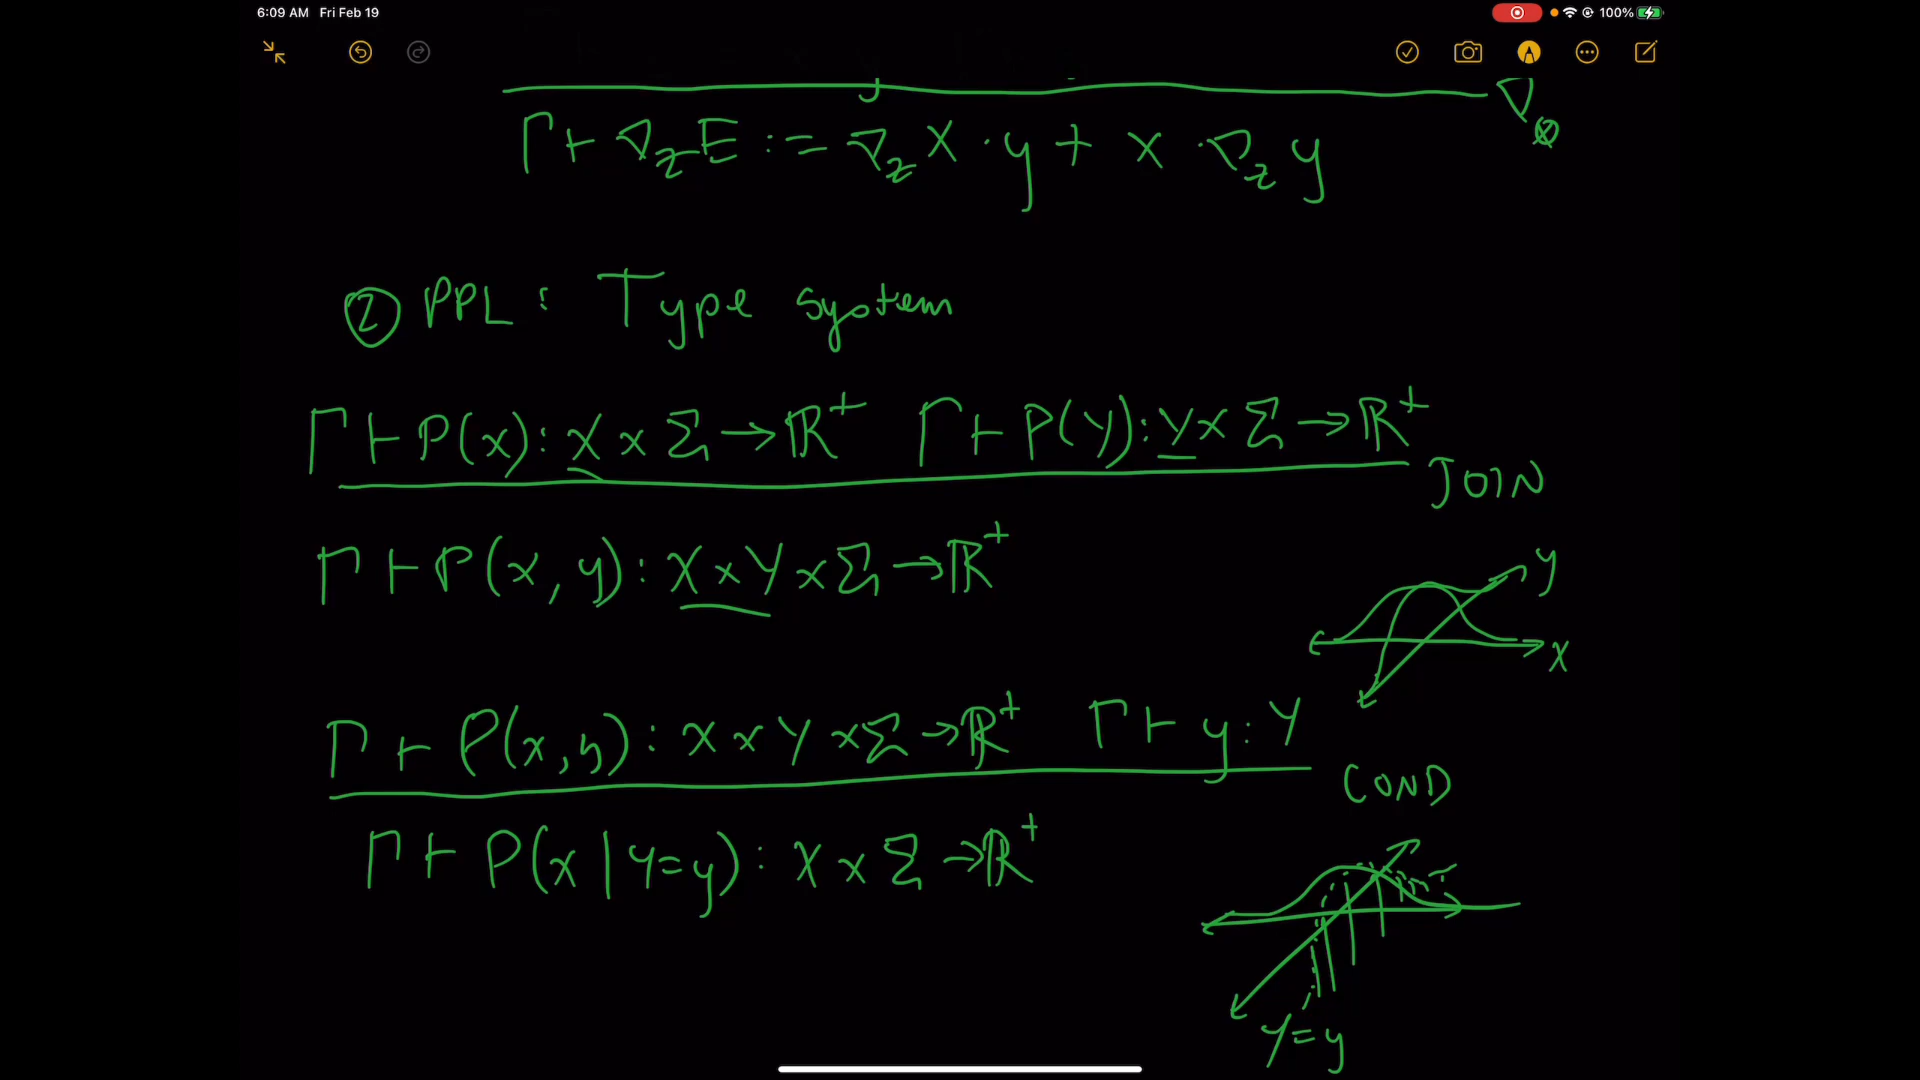 6:09 AM Fri Feb 19 100%
Γ ⊢ ∇_z E := ∇_z x · y + x · ∇_z y
② PPL: Type system
Γ ⊢ P(x): X × Σ → ℝ⁺ Γ ⊢ P(y): Y × Σ → ℝ⁺
JOIN
Γ ⊢ P(x, y): X × Y × Σ → ℝ⁺
y
x
Γ ⊢ P(x, y): X × Y × Σ → ℝ⁺ Γ ⊢ y: Y
COND
Γ ⊢ P(x | Y=y): X × Σ → ℝ⁺
Y=y